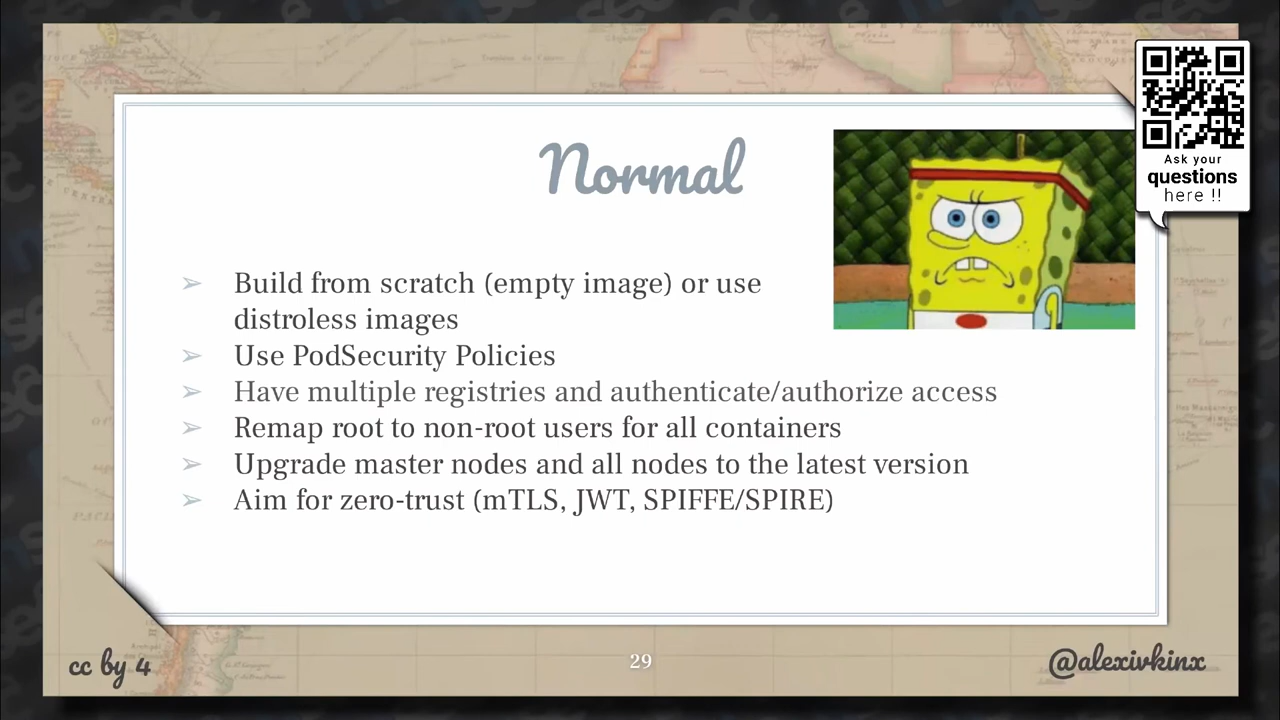 Normal
Ask your
questions
here !!
➢ Build from scratch (empty image) or use
distroless images
➢ Use PodSecurity Policies
➢ Have multiple registries and authenticate/authorize access
➢ Remap root to non-root users for all containers
➢ Upgrade master nodes and all nodes to the latest version
➢ Aim for zero-trust (mTLS, JWT, SPIFFE/SPIRE)
cc by 4
29
@alexivkinx